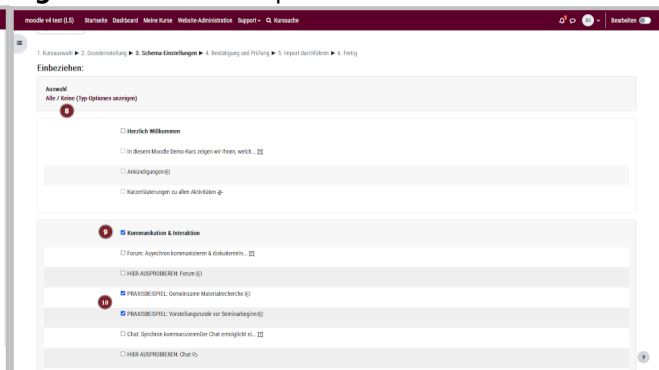 moodle v4 test (LS) Startseite Dashboard Meine Kurse Website-Administration Support Kurssuche Bearbeiten
1. Kursauswahl ► 2. Grundeinstellung ► 3. Schema-Einstellungen ► 4. Bestätigung und Prüfung ► 5. Import durchführen ► 6. Fertig
Einbeziehen:
Auswahl
Alle / Keine (Typ-Optionen anzeigen)
8
Herzlich Willkommen
In diesem Moodle Demo-Kurs zeigen wir Ihnen, welch...
Ankündigungen
Kurzerläuterungen zu allen Aktivitäten
9
Kommunikation & Interaktion
Forum: Asynchron kommunizieren & diskutierenIn...
HIER AUSPROBIEREN: Forum
PRAXISBEISPIEL: Gemeinsame Materialrecherche
10
PRAXISBEISPIEL: Vorstellungsrunde vor Seminarbeginn
Chat: Synchron kommunizierenDer Chat ermöglicht ei...
HIER AUSPROBIEREN: Chat
?